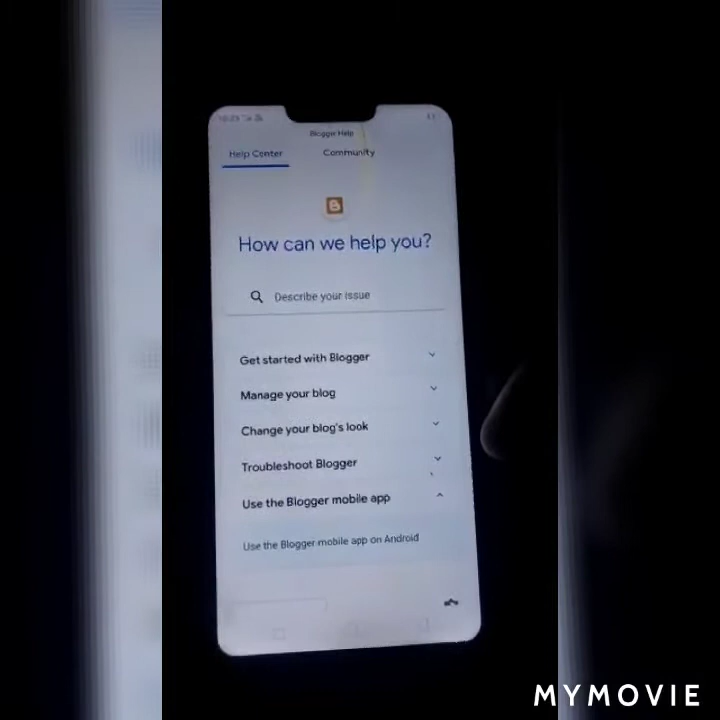 Blogger Help
Help Center
Community
How can we help you?
Describe your issue
Get started with Blogger
Manage your blog
Change your blog's look
Troubleshoot Blogger
Use the Blogger mobile app
Use the Blogger mobile app on Android
MYMOVIE